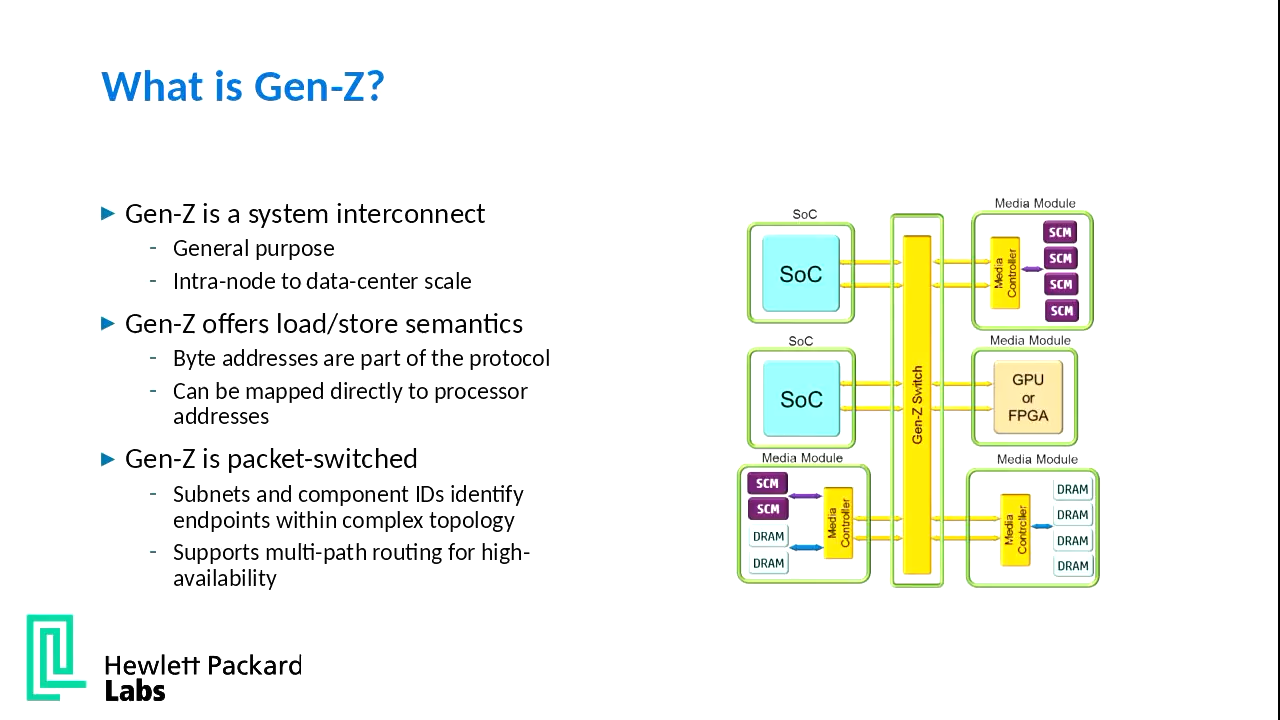 What is Gen-Z?
► Gen-Z is a system interconnect
- General purpose
- Intra-node to data-center scale
► Gen-Z offers load/store semantics
- Byte addresses are part of the protocol
- Can be mapped directly to processor
addresses
► Gen-Z is packet-switched
- Subnets and component IDs identify
endpoints within complex topology
- Supports multi-path routing for high-
availability
SoC
SoC
SoC
SoC
Media Module
SCM
SCM
DRAM
DRAM
Media
Controller
Gen-Z Switch
Media Module
Media
Controller
SCM
SCM
SCM
SCM
Media Module
GPU
or
FPGA
Media Module
Media
Controller
DRAM
DRAM
DRAM
DRAM
Hewlett Packard
Labs